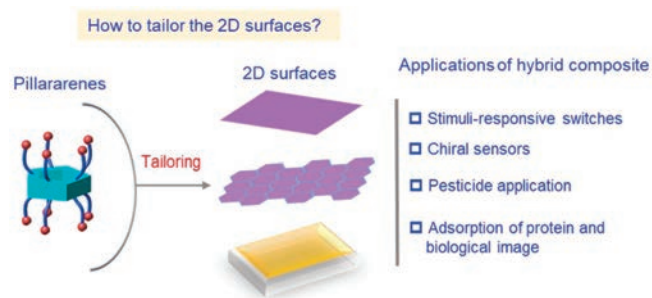 How to tailor the 2D surfaces?
Pillararenes
2D surfaces
Tailoring
Applications of hybrid composite
Stimuli-responsive switches
Chiral sensors
Pesticide application
Adsorption of protein and
biological image